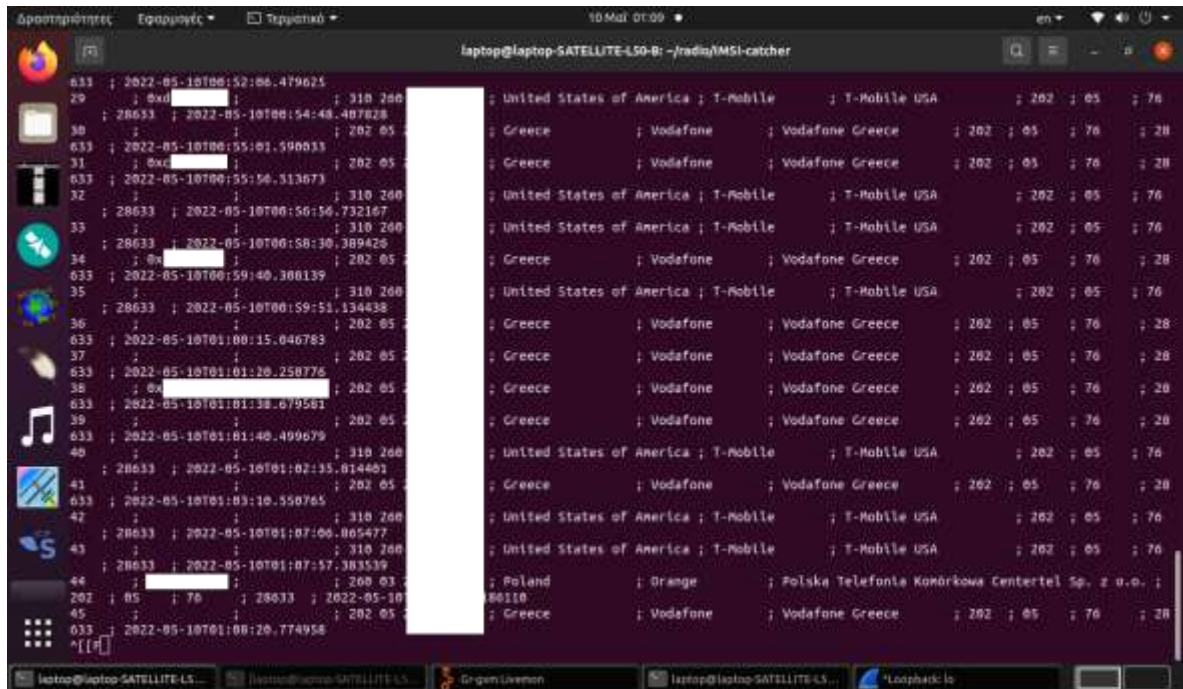 Δραστηριότητες Εφαρμογές Τερματικό 10 Μαΐ 01:09 en
laptop@laptop-SATELLITE-L50-B: ~/radio/IMSI-catcher
633 ; 2022-05-10T00:52:06.479625
29 ; 0xd ; ; 310 260 ; United States of America ; T-Mobile ; T-Mobile USA ; 202 ; 05 ; 76
; 28633 ; 2022-05-10T00:54:48.407828
30 ; ; ; 202 05 ; Greece ; Vodafone ; Vodafone Greece ; 202 ; 05 ; 76 ; 28
633 ; 2022-05-10T00:55:01.590033
31 ; 0xc ; ; 202 05 ; Greece ; Vodafone ; Vodafone Greece ; 202 ; 05 ; 76 ; 28
633 ; 2022-05-10T00:55:56.313673
32 ; ; ; 310 260 ; United States of America ; T-Mobile ; T-Mobile USA ; 202 ; 05 ; 76
; 28633 ; 2022-05-10T00:56:56.732167
33 ; ; ; 310 260 ; United States of America ; T-Mobile ; T-Mobile USA ; 202 ; 05 ; 76
; 28633 ; 2022-05-10T00:58:30.389426
34 ; 0x ; ; 202 05 ; Greece ; Vodafone ; Vodafone Greece ; 202 ; 05 ; 76 ; 28
633 ; 2022-05-10T00:59:40.308139
35 ; ; ; 310 260 ; United States of America ; T-Mobile ; T-Mobile USA ; 202 ; 05 ; 76
; 28633 ; 2022-05-10T00:59:51.134438
36 ; ; ; 202 05 ; Greece ; Vodafone ; Vodafone Greece ; 202 ; 05 ; 76 ; 28
633 ; 2022-05-10T01:00:15.046783
37 ; ; ; 202 05 ; Greece ; Vodafone ; Vodafone Greece ; 202 ; 05 ; 76 ; 28
633 ; 2022-05-10T01:01:20.250776
38 ; 0x ; 202 05 ; Greece ; Vodafone ; Vodafone Greece ; 202 ; 05 ; 76 ; 28
633 ; 2022-05-10T01:01:38.679581
39 ; ; ; 202 05 ; Greece ; Vodafone ; Vodafone Greece ; 202 ; 05 ; 76 ; 28
633 ; 2022-05-10T01:01:40.499679
40 ; ; ; 310 260 ; United States of America ; T-Mobile ; T-Mobile USA ; 202 ; 05 ; 76
; 28633 ; 2022-05-10T01:02:35.014401
41 ; ; ; 202 05 ; Greece ; Vodafone ; Vodafone Greece ; 202 ; 05 ; 76 ; 28
633 ; 2022-05-10T01:03:10.550765
42 ; ; ; 310 260 ; United States of America ; T-Mobile ; T-Mobile USA ; 202 ; 05 ; 76
; 28633 ; 2022-05-10T01:07:06.065477
43 ; ; ; 310 260 ; United States of America ; T-Mobile ; T-Mobile USA ; 202 ; 05 ; 76
; 28633 ; 2022-05-10T01:07:57.383539
44 ; ; ; 260 03 ; Poland ; Orange ; Polska Telefonia Komórkowa Centertel Sp. z o.o. ;
202 ; 05 ; 76 ; 28633 ; 2022-05-10 86110
45 ; ; ; 202 05 ; Greece ; Vodafone ; Vodafone Greece ; 202 ; 05 ; 76 ; 28
633 ; 2022-05-10T01:08:20.774958
laptop@laptop-SATELLITE-L5... laptop@laptop-SATELLITE-L5... Gr-gsm Livemon laptop@laptop-SATELLITE-L5... *Loopback: lo